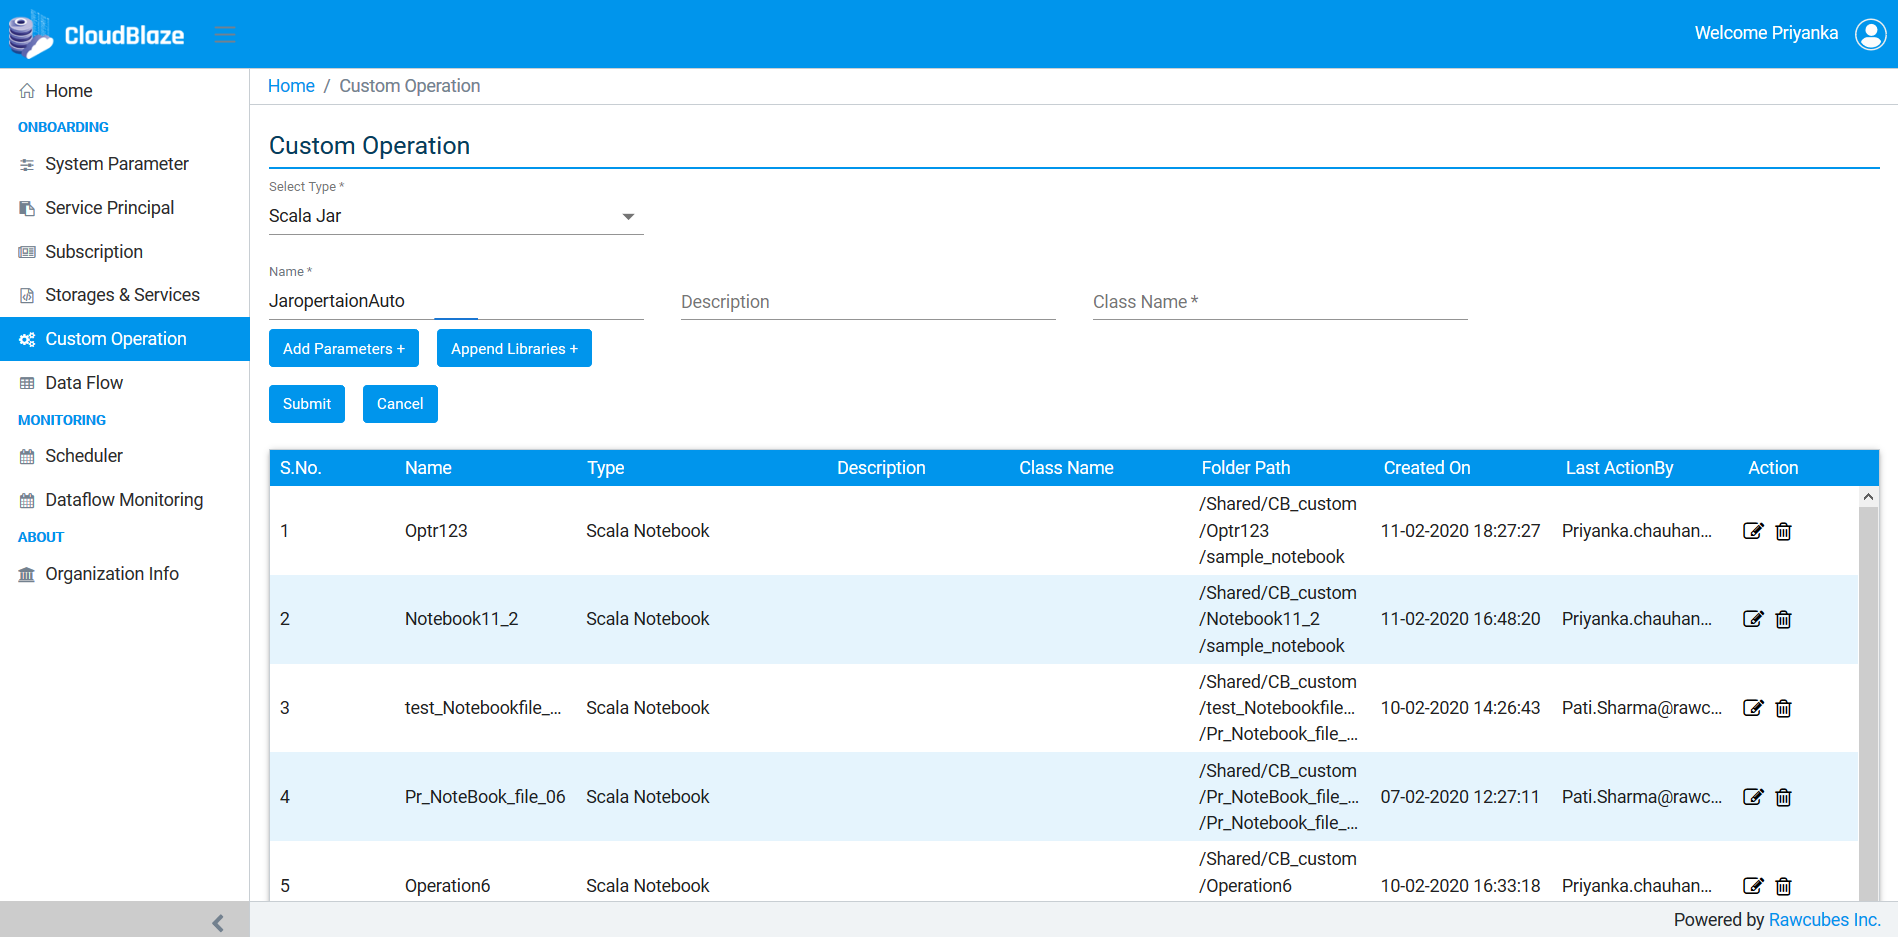 CloudBlaze
Welcome Priyanka
Home
ONBOARDING
System Parameter
Service Principal
Subscription
Storages & Services
Custom Operation
Data Flow
MONITORING
Scheduler
Dataflow Monitoring
ABOUT
Organization Info
Home / Custom Operation
Custom Operation
Select Type *
Scala Jar
Name *
JaropertaionAuto Description Class Name *
Add Parameters + Append Libraries +
Submit Cancel
S.No. Name Type Description Class Name Folder Path Created On Last ActionBy Action
/Shared/CB_custom
1 Optr123 Scala Notebook /Optr123 11-02-2020 18:27:27 Priyanka.chauhan...
/sample_notebook
/Shared/CB_custom
2 Notebook11_2 Scala Notebook /Notebook11_2 11-02-2020 16:48:20 Priyanka.chauhan...
/sample_notebook
/Shared/CB_custom
3 test_Notebookfile_... Scala Notebook /test_Notebookfile... 10-02-2020 14:26:43 Pati.Sharma@rawc...
/Pr_Notebook_file_...
/Shared/CB_custom
4 Pr_NoteBook_file_06 Scala Notebook /Pr_NoteBook_file_... 07-02-2020 12:27:11 Pati.Sharma@rawc...
/Pr_Notebook_file_...
/Shared/CB_custom
5 Operation6 Scala Notebook /Operation6 10-02-2020 16:33:18 Priyanka.chauhan...
Powered by Rawcubes Inc.